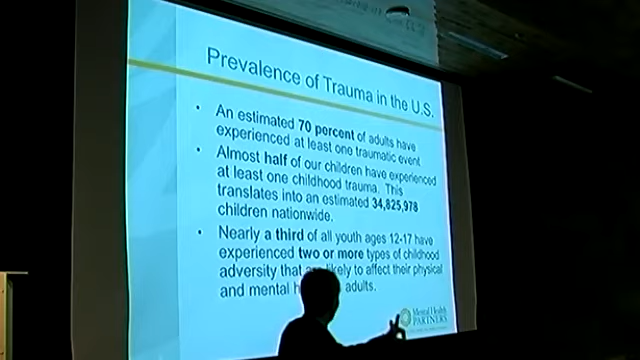 Prevalence of Trauma in the U.S.
• An estimated 70 percent of adults have
experienced at least one traumatic event
• Almost half of our children have experienced
at least one childhood trauma. This
translates into an estimated 34,825,978
children nationwide.
• Nearly a third of all youth ages 12-17 have
experienced two or more types of childhood
adversity that are likely to affect their physical
and mental adults.
Mental Health
PARTNERS